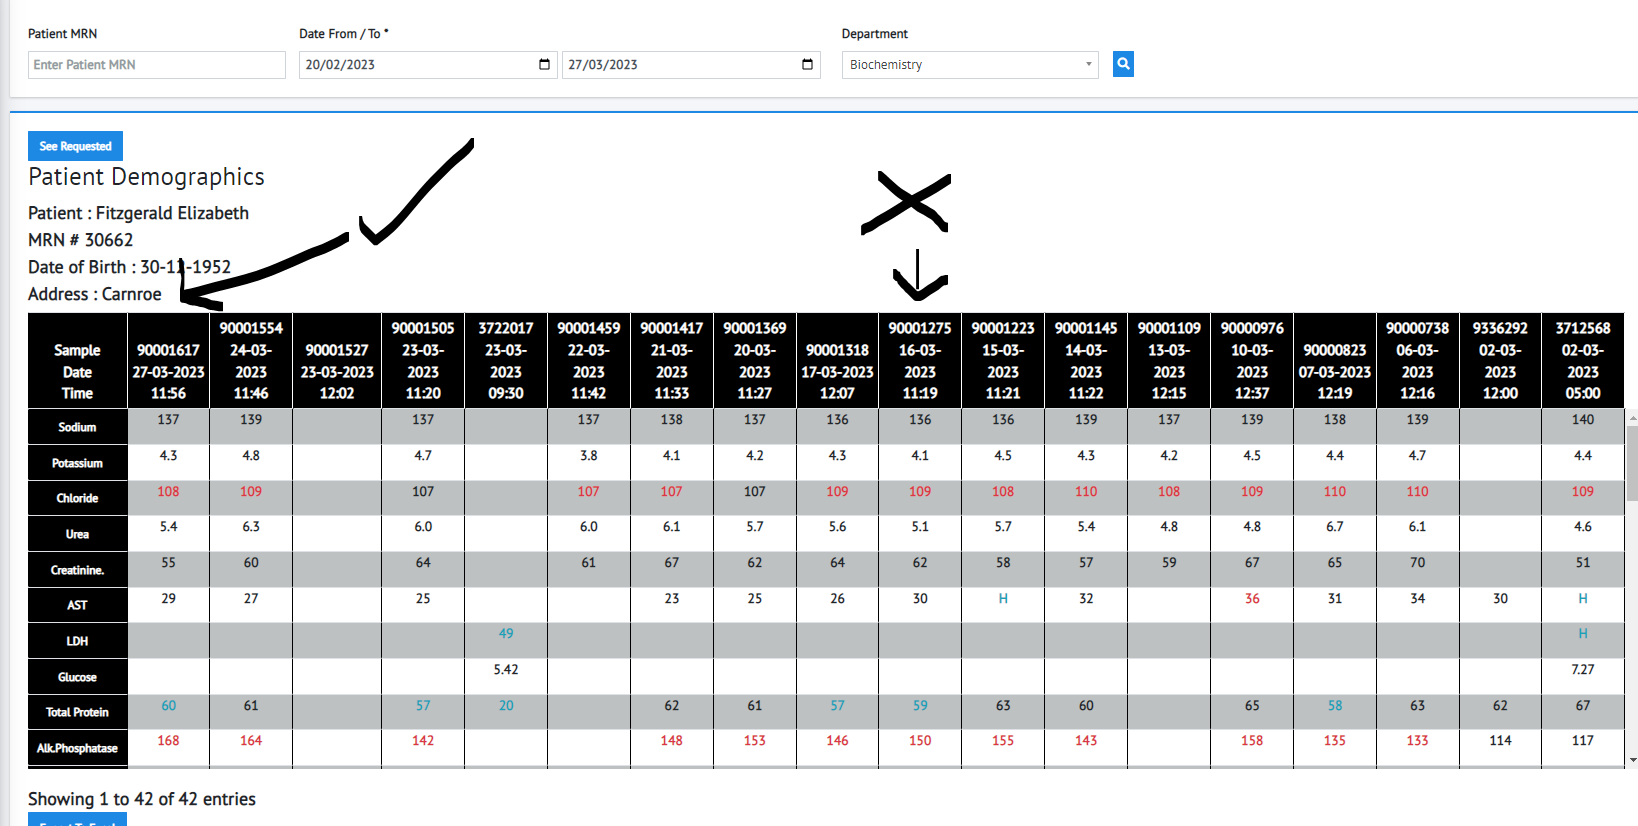 Patient MRN
Date From / To *
Department
Enter Patient MRN
20/02/2023
27/03/2023
Biochemistry
See Requested
Patient Demographics
Patient : Fitzgerald Elizabeth
MRN # 30662
Date of Birth : 30-12-1952
Address : Carnroe
Sample Date Time
90001617 27-03-2023 11:56
90001554 24-03-2023 11:46
90001527 23-03-2023 12:02
90001505 23-03-2023 11:20
3722017 23-03-2023 09:30
90001459 22-03-2023 11:42
90001417 21-03-2023 11:33
90001369 20-03-2023 11:27
90001318 17-03-2023 12:07
90001275 16-03-2023 11:19
90001223 15-03-2023 11:21
90001145 14-03-2023 11:22
90001109 13-03-2023 12:15
90000976 10-03-2023 12:37
90000823 07-03-2023 12:19
90000738 06-03-2023 12:16
9336292 02-03-2023 12:00
3712568 02-03-2023 05:00
Sodium 137 139 137 137 138 137 136 136 136 139 137 139 138 139 140
Potassium 4.3 4.8 4.7 3.8 4.1 4.2 4.3 4.1 4.5 4.3 4.2 4.5 4.4 4.7 4.4
Chloride 108 109 107 107 107 107 109 109 108 110 108 109 110 110 109
Urea 5.4 6.3 6.0 6.0 6.1 5.7 5.6 5.1 5.7 5.4 4.8 4.8 6.7 6.1 4.6
Creatinine. 55 60 64 61 67 62 64 62 58 57 59 67 65 70 51
AST 29 27 25 23 25 26 30 H 32 36 31 34 30 H
LDH 49 H
Glucose 5.42 7.27
Total Protein 60 61 57 20 62 61 57 59 63 60 65 58 63 62 67
Alk.Phosphatase 168 164 142 148 153 146 150 155 143 158 135 133 114 117
Showing 1 to 42 of 42 entries